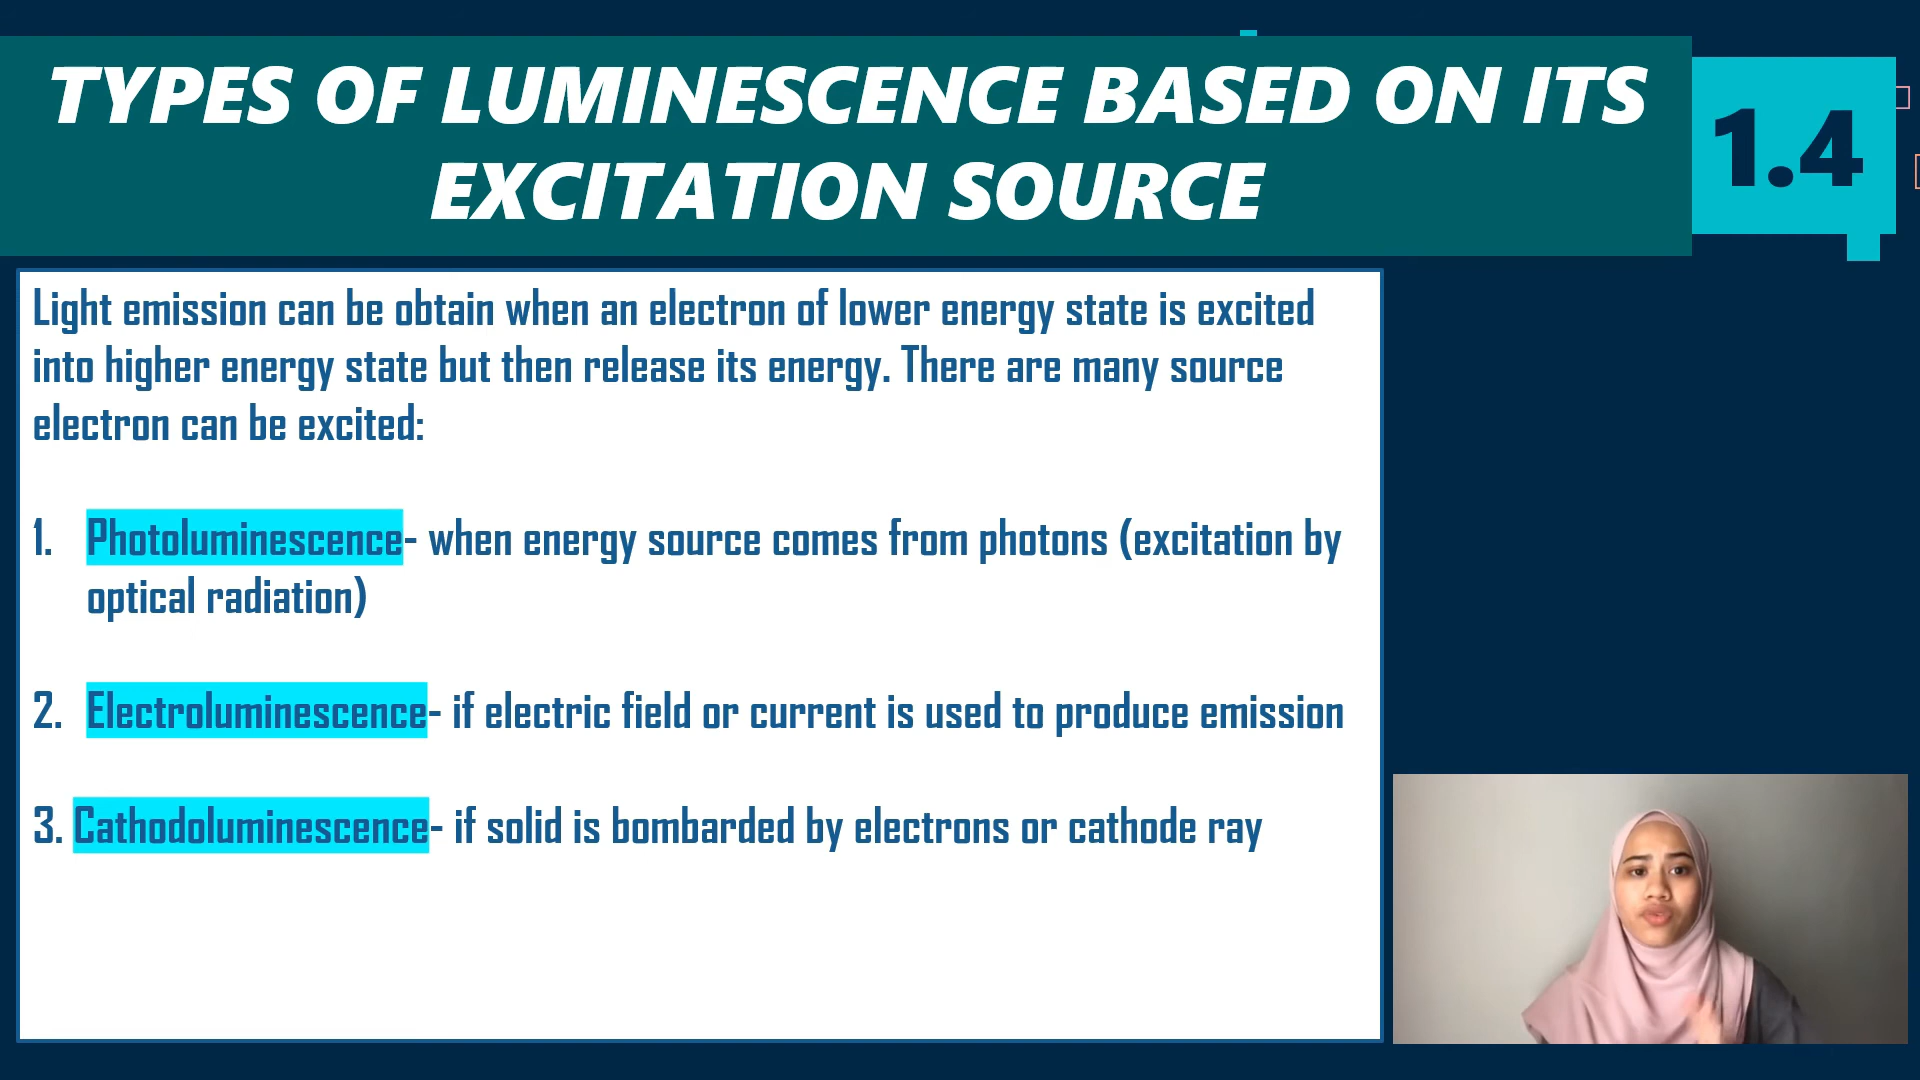 TYPES OF LUMINESCENCE BASED ON ITS
EXCITATION SOURCE
1.4
Light emission can be obtain when an electron of lower energy state is excited
into higher energy state but then release its energy. There are many source
electron can be excited:
1. Photoluminescence- when energy source comes from photons (excitation by
optical radiation)
2. Electroluminescence- if electric field or current is used to produce emission
3. Cathodoluminescence- if solid is bombarded by electrons or cathode ray